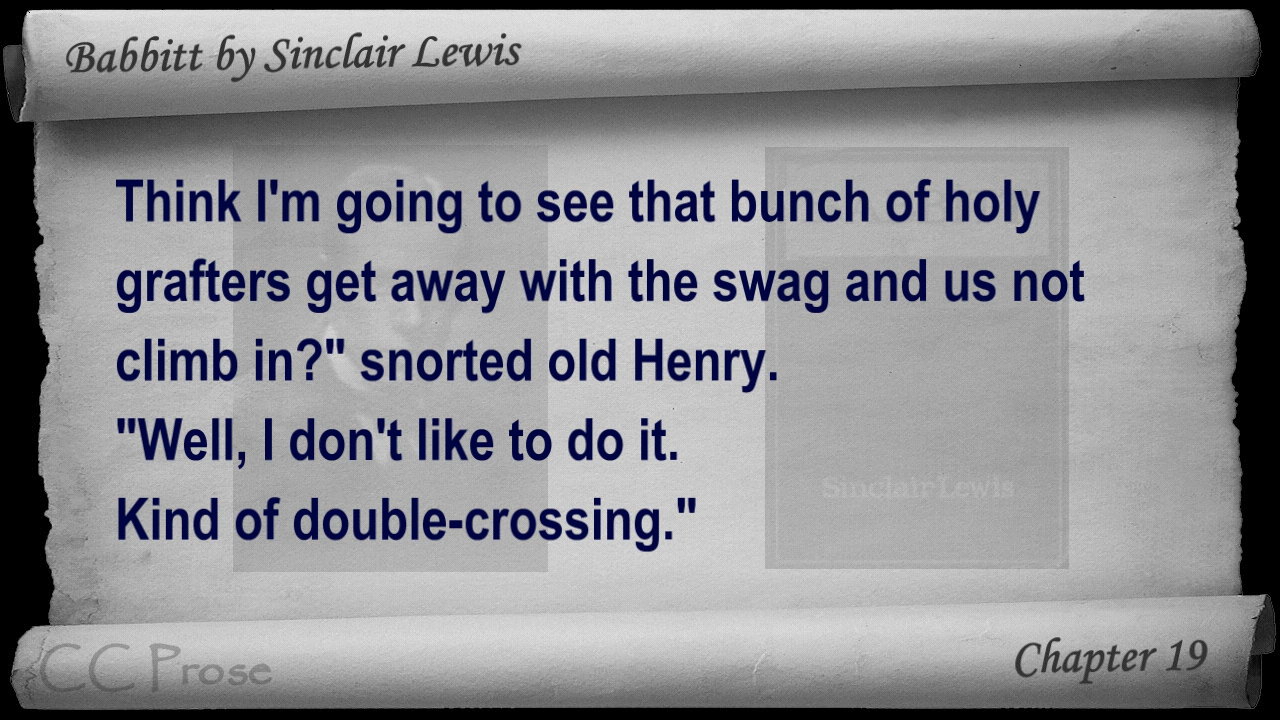 Babbitt by Sinclair Lewis
Think I'm going to see that bunch of holy
grafters get away with the swag and us not
climb in?" snorted old Henry.
"Well, I don't like to do it.
Kind of double-crossing."
Sinclair Lewis
CC Prose
Chapter 19